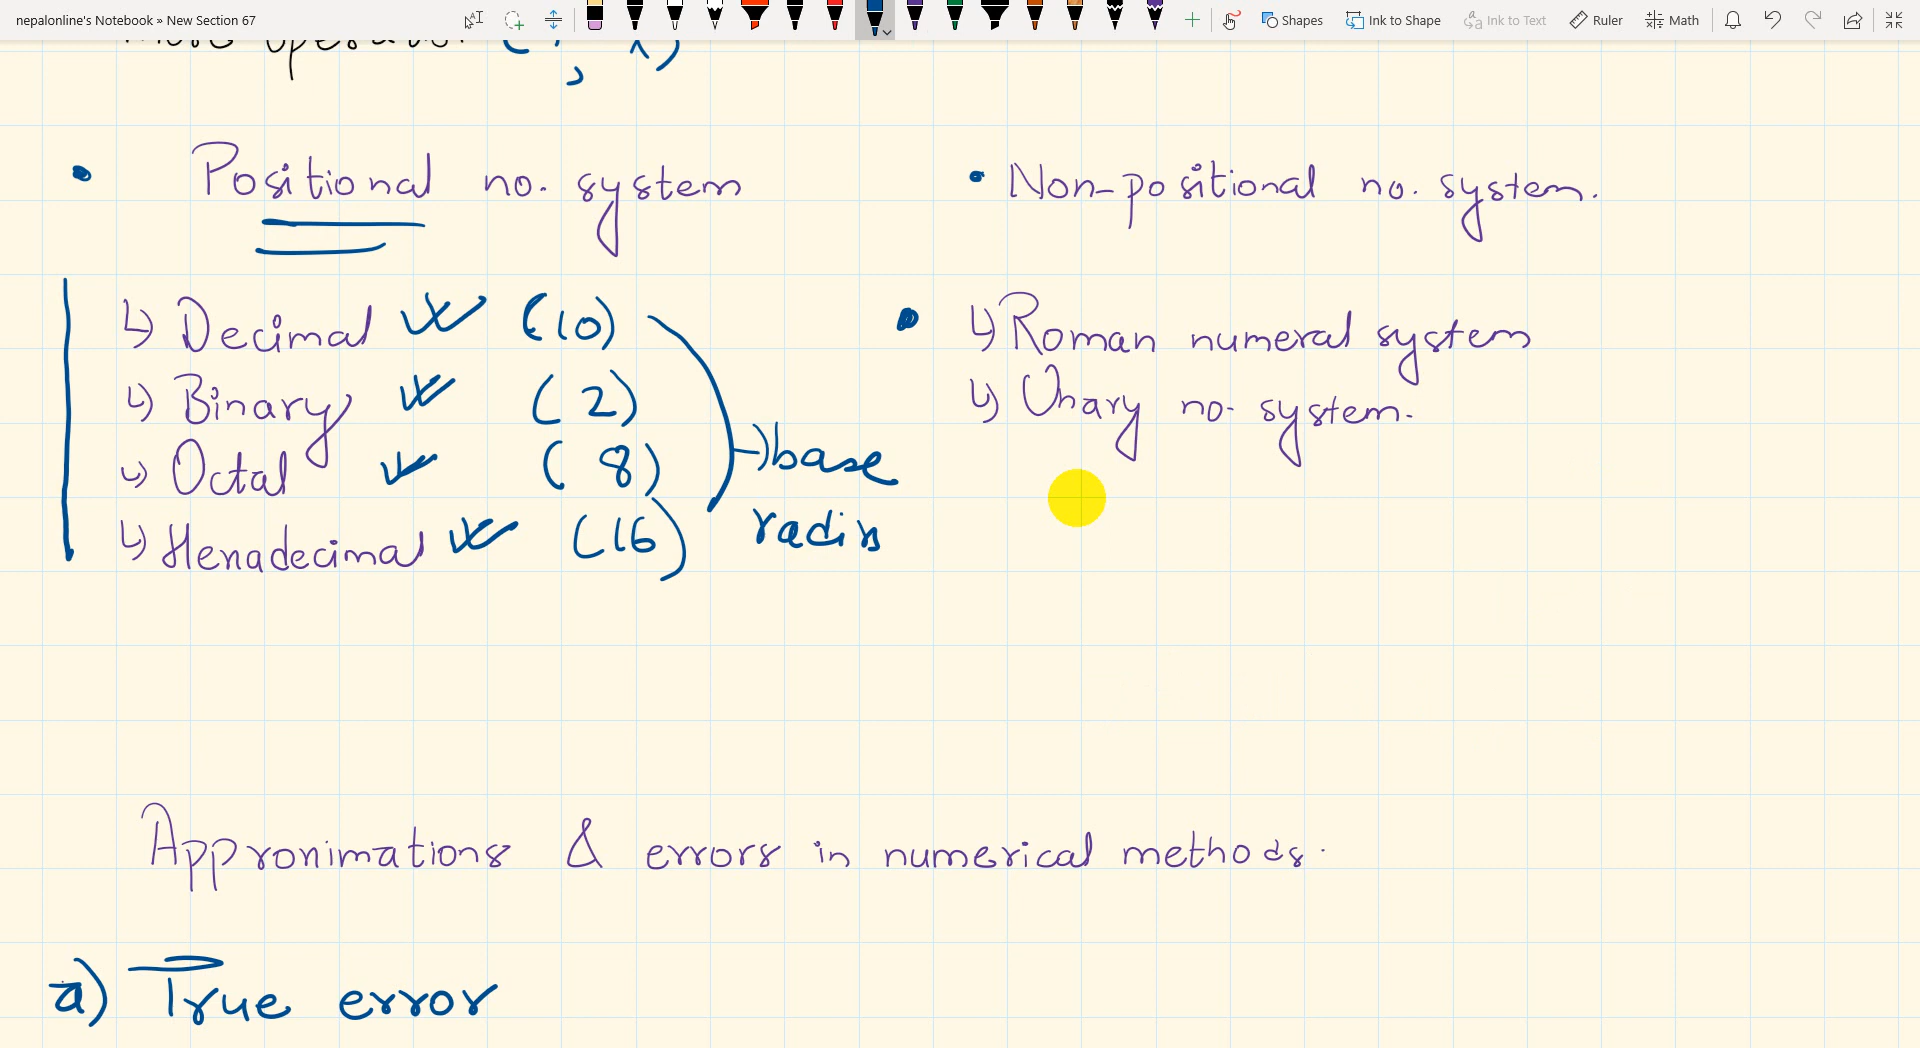 nepalonline's Notebook » New Section 67
Shapes Ink to Shape Ink to Text Ruler Math
• Positional no. system
• Non-positional no. system.
↳ Decimal (10)
↳ Binary (2)
↳ Octal (8)
↳ Hexadecimal (16)
→ base
radix
• ↳ Roman numeral system
↳ Unary no. system.
Approximations & errors in numerical methods.
a) True error